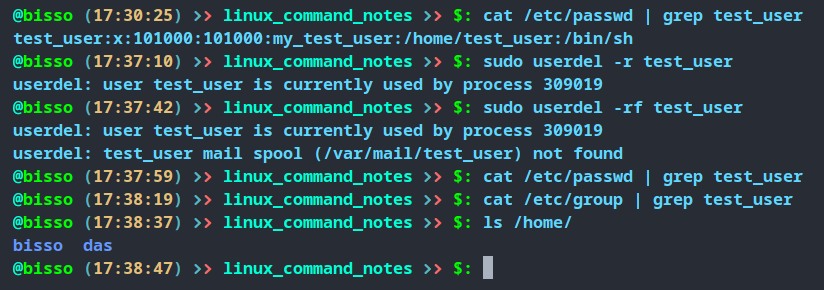 @bisso (17:30:25) >> linux_command_notes >> $: cat /etc/passwd | grep test_user
test_user:x:101000:101000:my_test_user:/home/test_user:/bin/sh
@bisso (17:37:10) >> linux_command_notes >> $: sudo userdel -r test_user
userdel: user test_user is currently used by process 309019
@bisso (17:37:42) >> linux_command_notes >> $: sudo userdel -rf test_user
userdel: user test_user is currently used by process 309019
userdel: test_user mail spool (/var/mail/test_user) not found
@bisso (17:37:59) >> linux_command_notes >> $: cat /etc/passwd | grep test_user
@bisso (17:38:19) >> linux_command_notes >> $: cat /etc/group | grep test_user
@bisso (17:38:37) >> linux_command_notes >> $: ls /home/
bisso  das
@bisso (17:38:47) >> linux_command_notes >> $: